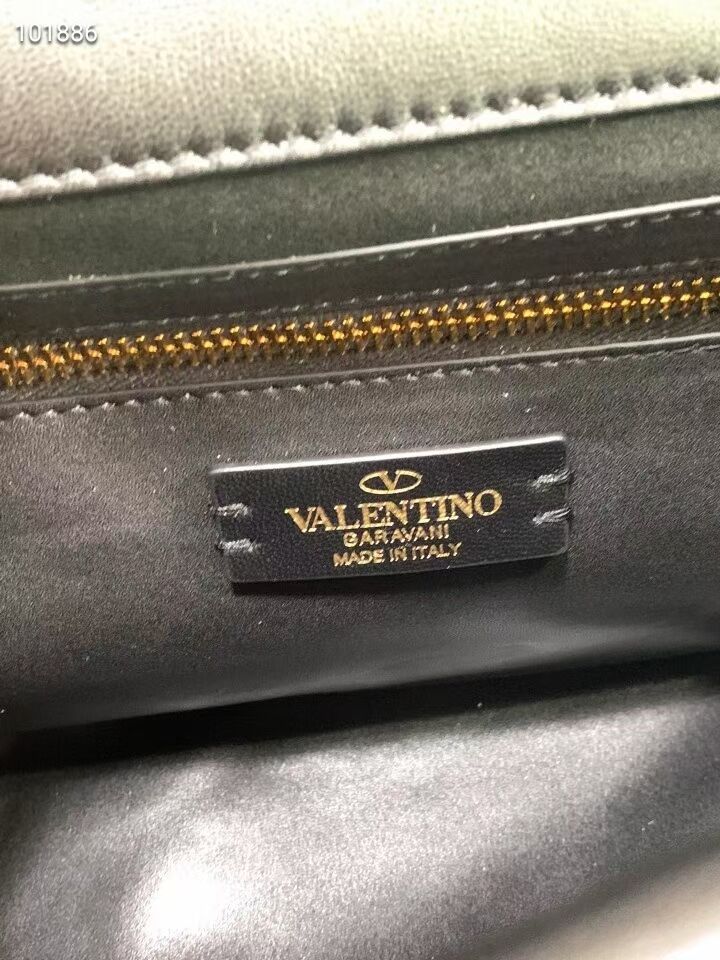 101886
V
VALENTINO
GARAVANI
MADE IN ITALY